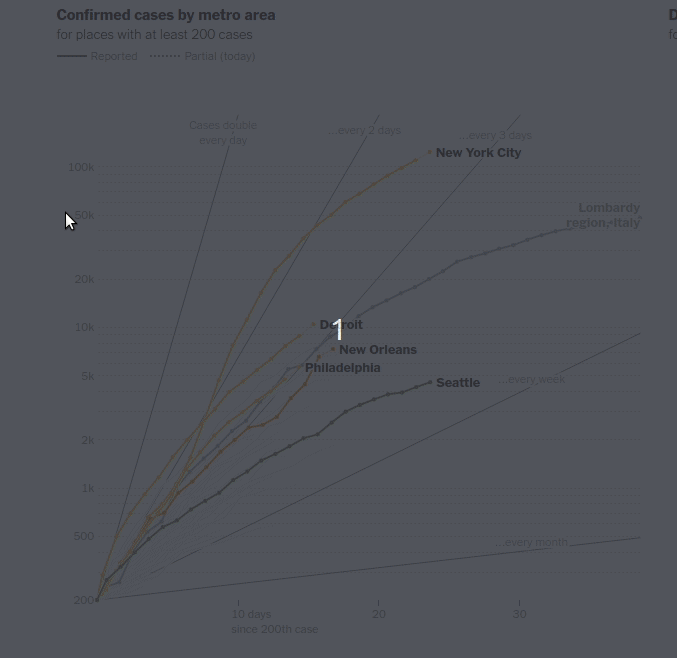 Confirmed cases by metro area
for places with at least 200 cases
Reported Partial (today)
Cases double
every day
...every 2 days
...every 3 days
100k
New York City
50k
Lombardy
region, Italy
20k
10k
Detroit
1
New Orleans
5k
Philadelphia
Seattle
...every week
2k
1k
500
...every month
200
10 days
since 200th case
20
30